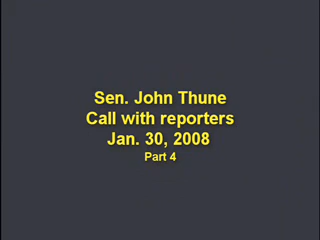 Sen. John Thune
Call with reporters
Jan. 30, 2008
Part 4